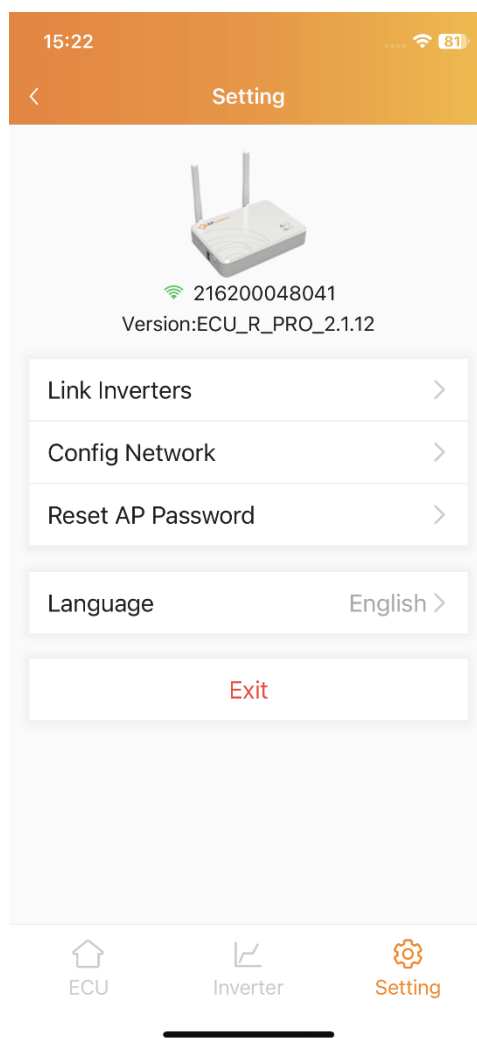 15:22
81
Setting
216200048041
Version:ECU_R_PRO_2.1.12
Link Inverters
Config Network
Reset AP Password
Language English
Exit
ECU Inverter Setting